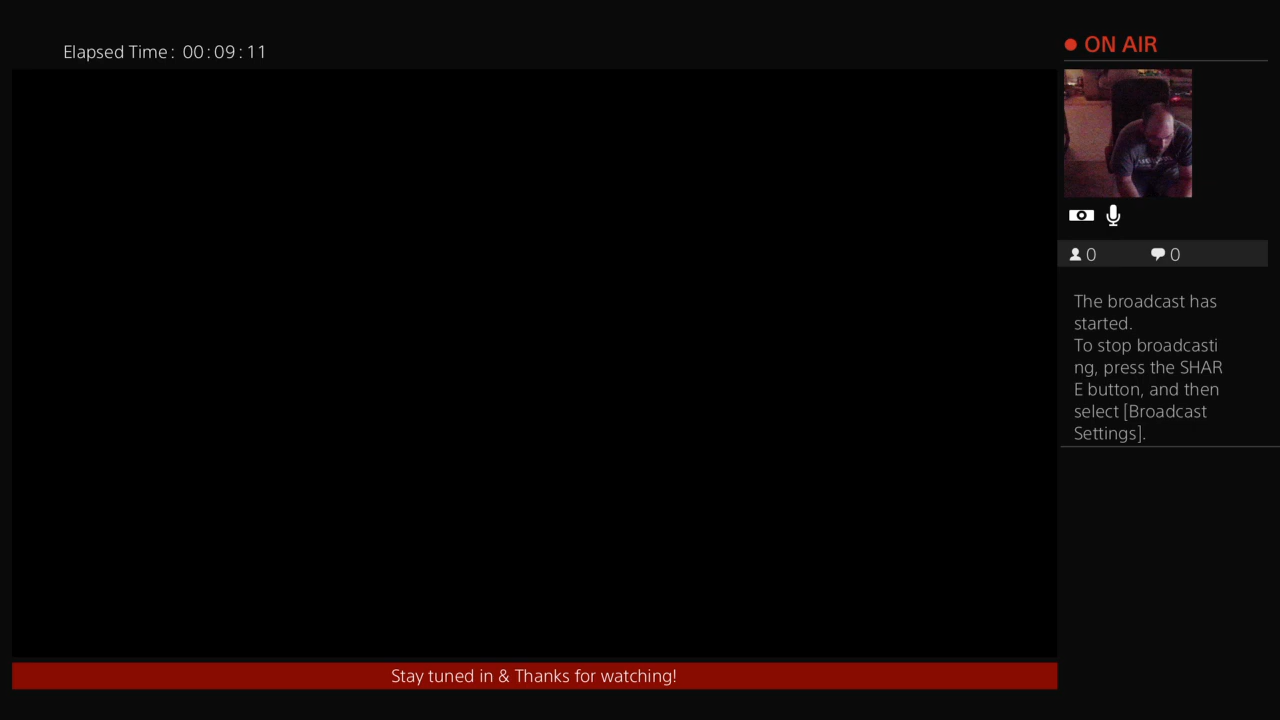 Elapsed Time: 00:09:11
ON AIR
0 0
The broadcast has
started.
To stop broadcasti
ng, press the SHAR
E button, and then
select [Broadcast
Settings].
Stay tuned in & Thanks for watching!